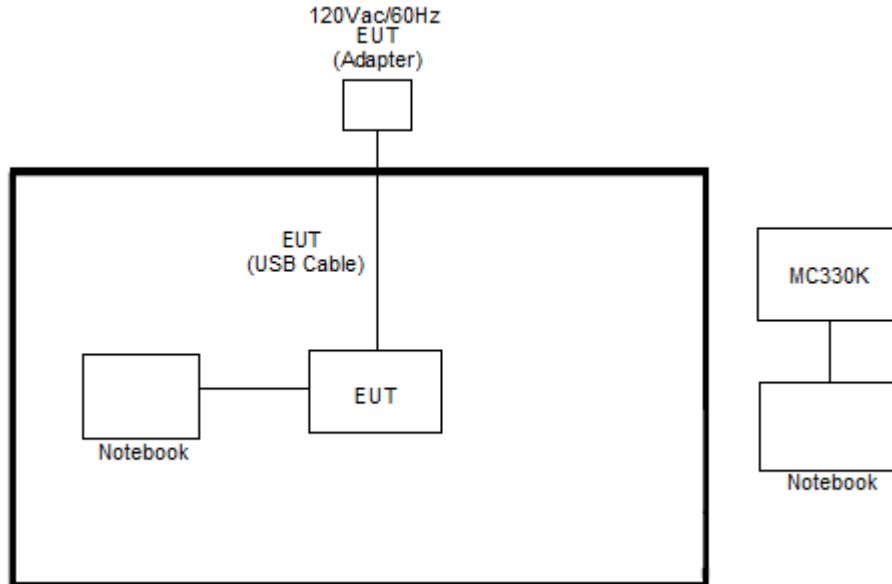 120Vac/60Hz
EUT
(Adapter)
EUT
(USB Cable)
MC330K
EUT
Notebook
Notebook